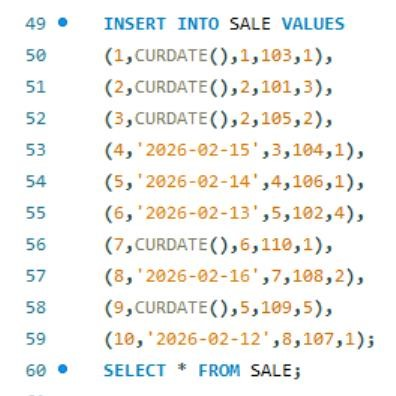 49 INSERT INTO SALE VALUES
50 (1,CURDATE(),1,103,1),
51 (2,CURDATE(),2,101,3),
52 (3,CURDATE(),2,105,2),
53 (4,'2026-02-15',3,104,1),
54 (5,'2026-02-14',4,106,1),
55 (6,'2026-02-13',5,102,4),
56 (7,CURDATE(),6,110,1),
57 (8,'2026-02-16',7,108,2),
58 (9,CURDATE(),5,109,5),
59 (10,'2026-02-12',8,107,1);
60 SELECT * FROM SALE;